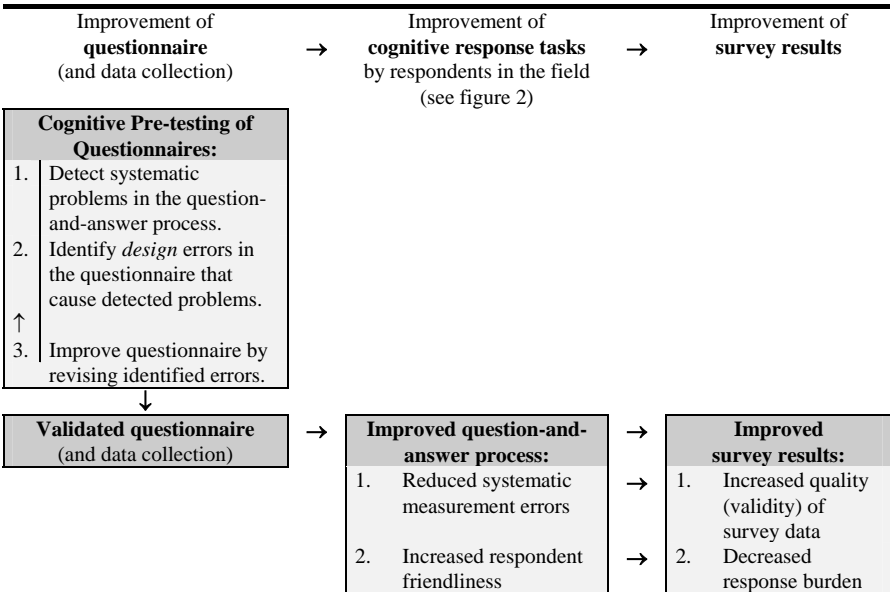 Improvement of
questionnaire
(and data collection)
→
Improvement of
cognitive response tasks
by respondents in the field
(see figure 2)
→
Improvement of
survey results
Cognitive Pre-testing of
Questionnaires:
1. Detect systematic
problems in the question-
and-answer process.
2. Identify design errors in
the questionnaire that
cause detected problems.
↑
3. Improve questionnaire by
revising identified errors.
↓
Validated questionnaire
(and data collection)
→
Improved question-and-
answer process:
1. Reduced systematic
measurement errors
2. Increased respondent
friendliness
→
→
→
Improved
survey results:
1. Increased quality
(validity) of
survey data
2. Decreased
response burden